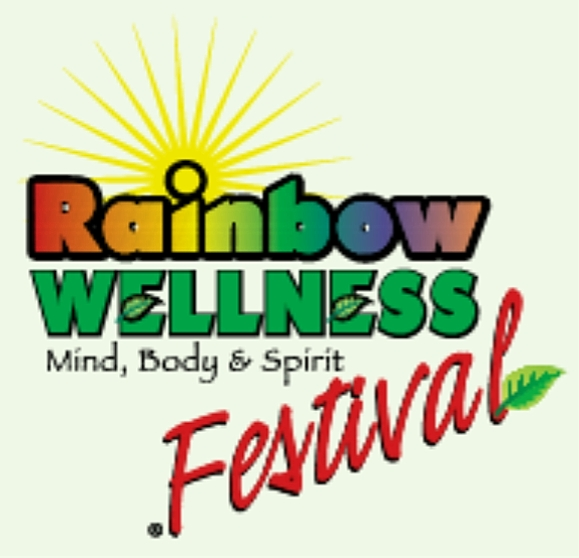 Rainbow
WELLNESS
Mind, Body & Spirit
Festival
®